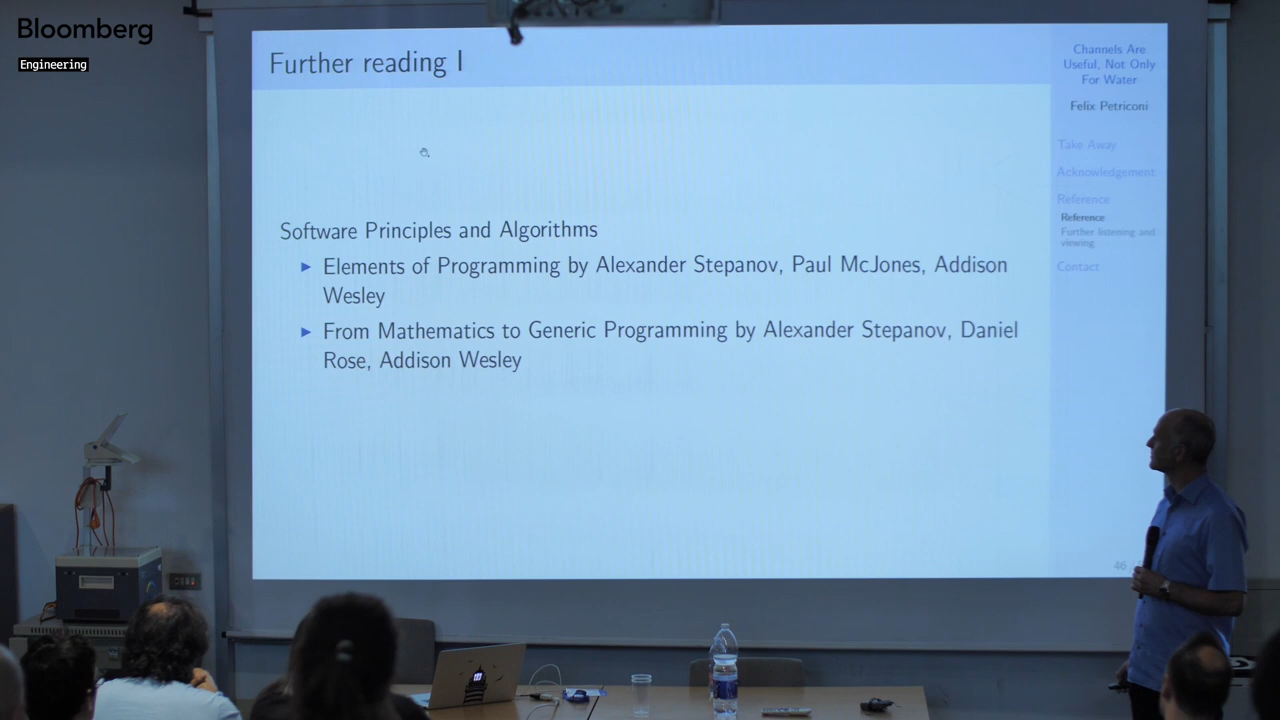 Bloomberg
Engineering
Further reading I
Software Principles and Algorithms
Elements of Programming by Alexander Stepanov, Paul McJones, Addison
Wesley
From Mathematics to Generic Programming by Alexander Stepanov, Daniel
Rose, Addison Wesley
Channels Are
Useful, Not Only
For Water
Felix Petriconi
Take Away
Acknowledgement
Reference
Reference
Further listening and
viewing
Contact
46